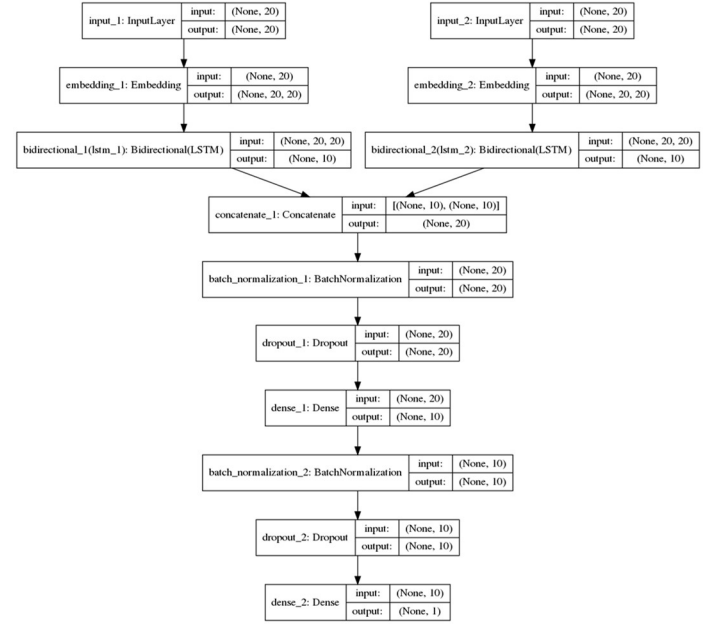 input_1: InputLayer
input: (None, 20)
output: (None, 20)
input_2: InputLayer
input: (None, 20)
output: (None, 20)
embedding_1: Embedding
input: (None, 20)
output: (None, 20, 20)
embedding_2: Embedding
input: (None, 20)
output: (None, 20, 20)
bidirectional_1(lstm_1): Bidirectional(LSTM)
input: (None, 20, 20)
output: (None, 10)
bidirectional_2(lstm_2): Bidirectional(LSTM)
input: (None, 20, 20)
output: (None, 10)
concatenate_1: Concatenate
input: [(None, 10), (None, 10)]
output: (None, 20)
batch_normalization_1: BatchNormalization
input: (None, 20)
output: (None, 20)
dropout_1: Dropout
input: (None, 20)
output: (None, 20)
dense_1: Dense
input: (None, 20)
output: (None, 10)
batch_normalization_2: BatchNormalization
input: (None, 10)
output: (None, 10)
dropout_2: Dropout
input: (None, 10)
output: (None, 10)
dense_2: Dense
input: (None, 10)
output: (None, 1)